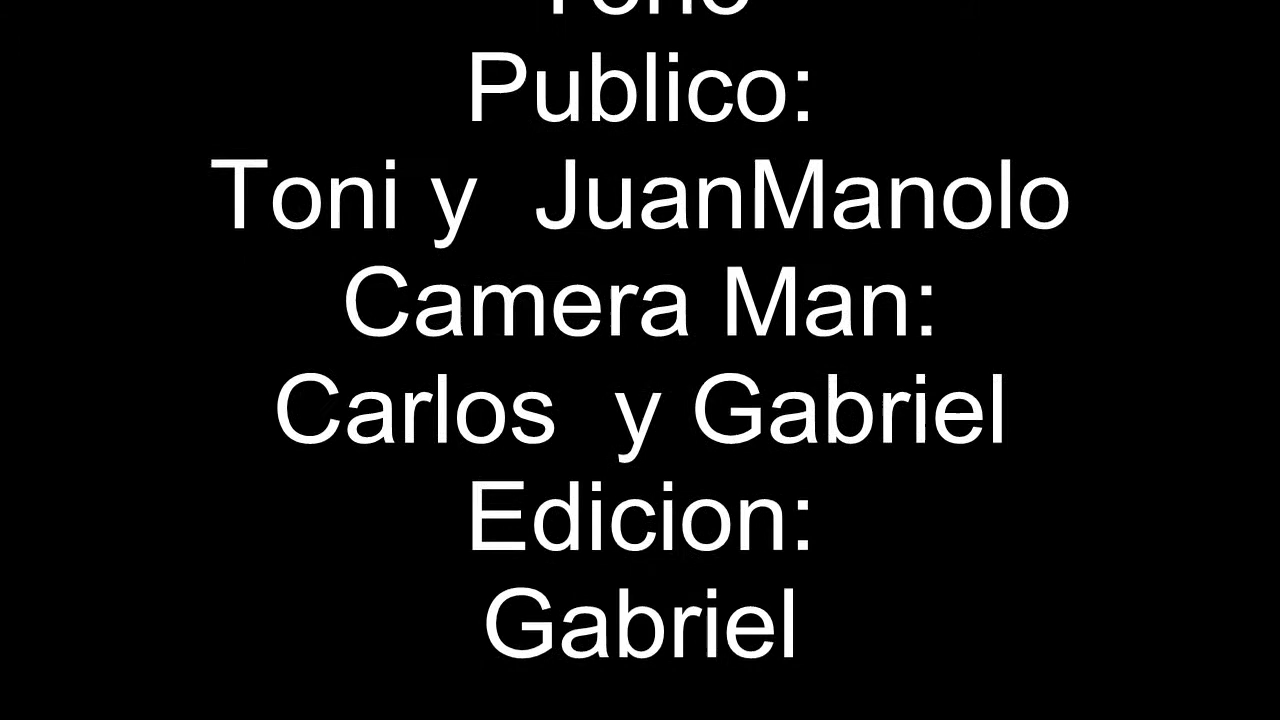 Publico:
Toni y  JuanManolo
Camera Man:
Carlos  y Gabriel
Edicion:
Gabriel